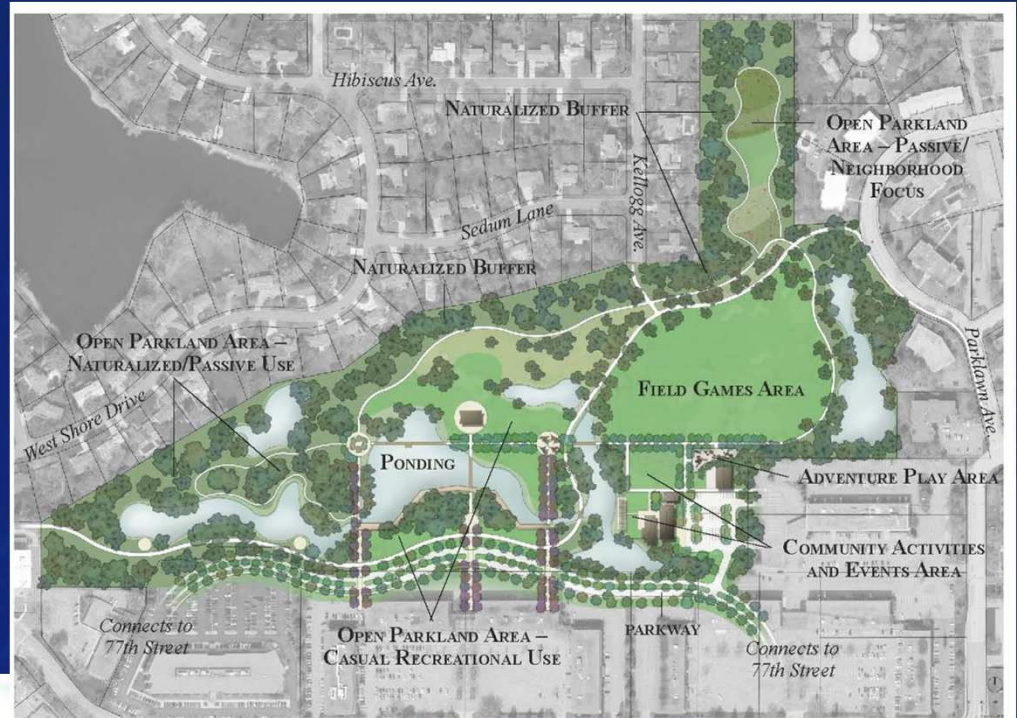 Hibiscus Ave.
NATURALIZED BUFFER
OPEN PARKLAND
AREA – PASSIVE/
NEIGHBORHOOD
FOCUS
Kellogg Ave.
Sedum Lane
NATURALIZED BUFFER
OPEN PARKLAND AREA –
NATURALIZED/PASSIVE USE
Parklawn Ave.
West Shore Drive
FIELD GAMES AREA
PONDING
ADVENTURE PLAY AREA
COMMUNITY ACTIVITIES
AND EVENTS AREA
Connects to
77th Street
OPEN PARKLAND AREA –
CASUAL RECREATIONAL USE
PARKWAY
Connects to
77th Street